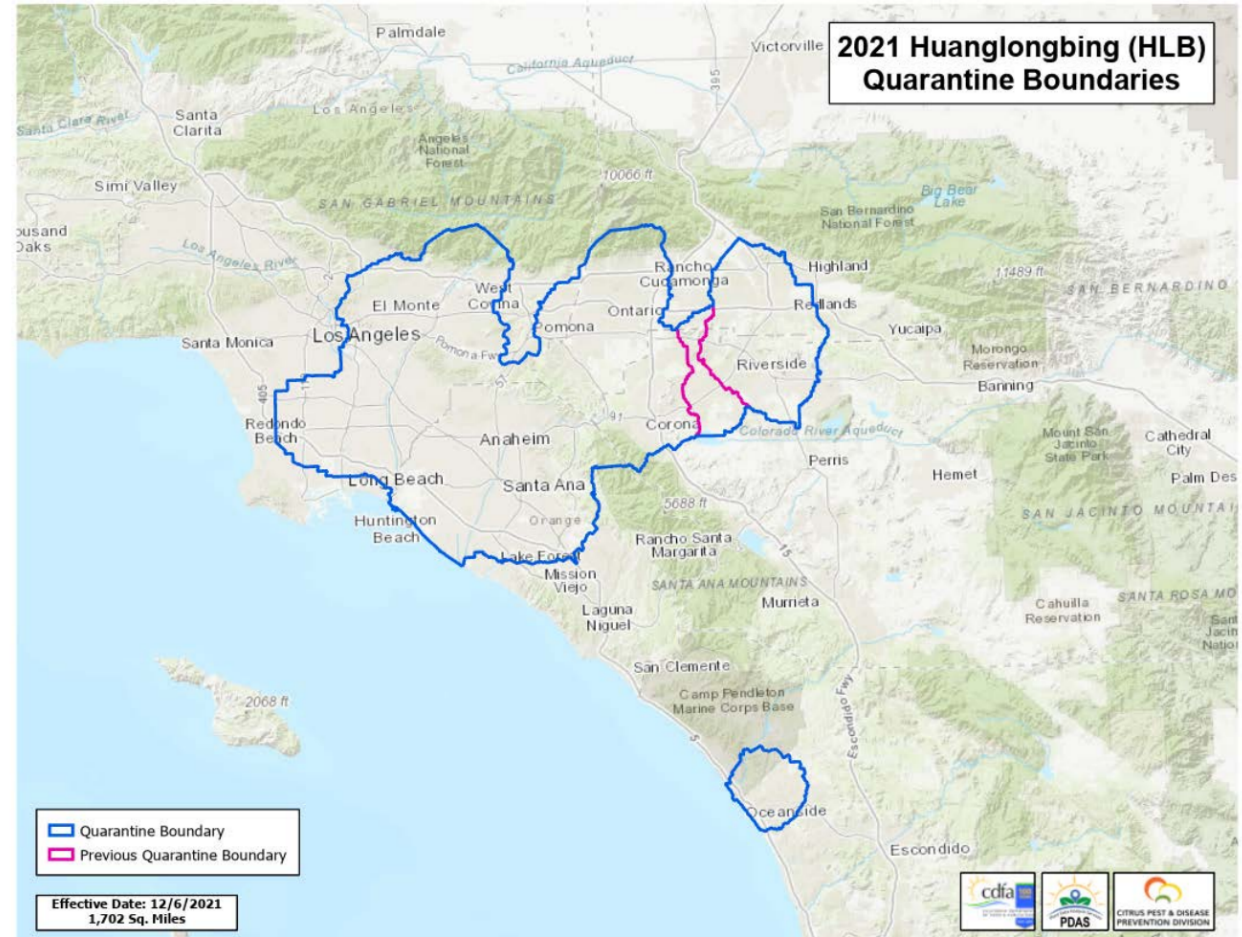 2021 Huanglongbing (HLB)
Quarantine Boundaries
Palmdale
Victorville
California Aqueduct
395
Los Angeles
Santa Clara River
Santa
Clarita
Angeles
National
Forest
10066 ft
Simi Valley
SAN GABRIEL MOUNTAINS
Big Bear
Lake
San Bernardino
National Forest
ousand
Oaks
Los Angeles River
2
Rancho
Cucamonga
Highland
11489 ft
SAN BERNARDINO
West
Covina
El Monte
Ontario
Redlands
Pomona
Yucaipa
Los Angeles
Santa Monica
Pomona Fwy
Morongo
Reservation
Riverside
Banning
57
405
91
Redondo
Beach
Corona
Colorado River Aqueduct
Anaheim
Mount San
Jacinto
State Park
Cathedral
City
Perris
Hemet
Palm Des
Long Beach
Santa Ana
5688 ft
Huntington
Beach
Orange
SAN JACINTO MOUNTAI
Rancho Santa
Margarita
15
Lake Forest
Mission
Viejo
SANTA ANA MOUNTAINS
Murrieta
Cahuilla
Reservation
SANTA ROSA MO
Laguna
Niguel
Sant
Jacin
Natio
San Clemente
Camp Pendleton
Marine Corps Base
2068 ft
5
Escondido Fwy
Oceanside
Escondido
Quarantine Boundary
Previous Quarantine Boundary
Effective Date: 12/6/2021
1,702 Sq. Miles
cdfa
PDAS
CITRUS PEST & DISEASE
PREVENTION DIVISION